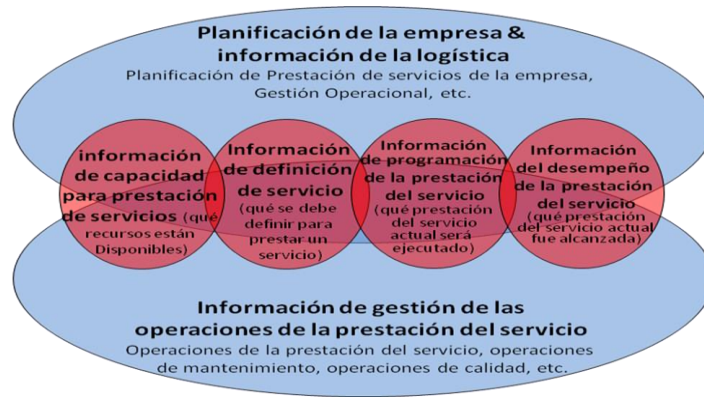 Planificación de la empresa &
información de la logística
Planificación de Prestación de servicios de la empresa,
Gestión Operacional, etc.
información
de capacidad
para prestación
de servicios (qué
recursos están
Disponibles)
Información
de definición
de servicio
(qué se debe
definir para
prestar un
servicio)
Información
de programación
de la prestación
del servicio
(qué prestación
del servicio
actual será
ejecutado)
Información
del desempeño
de la prestación
del servicio
(qué prestación
del servicio actual
fue alcanzada)
Información de gestión de las
operaciones de la prestación del servicio
Operaciones de la prestación del servicio, operaciones
de mantenimiento, operaciones de calidad, etc.